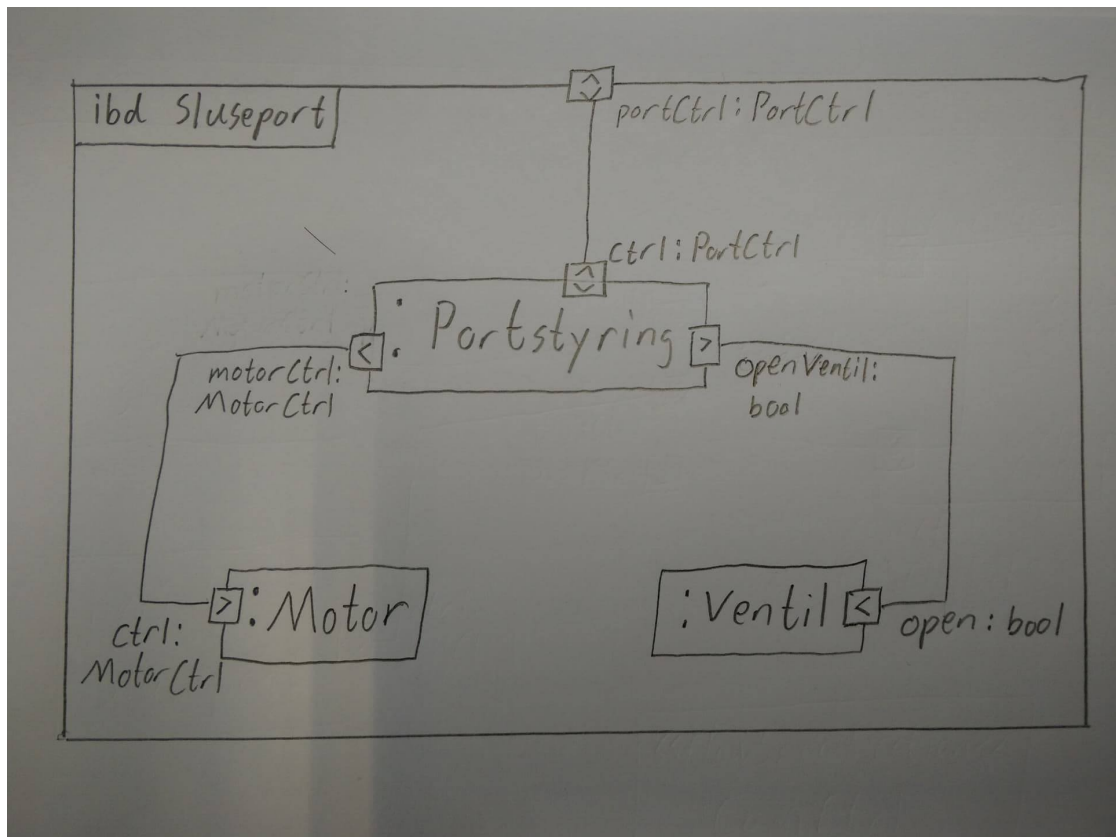 ibd Sluseport
portCtrl: PortCtrl
ctrl: PortCtrl
: Portstyring
motorCtrl:
MotorCtrl
openVentil:
bool
: Motor
ctrl:
MotorCtrl
: Ventil
open: bool